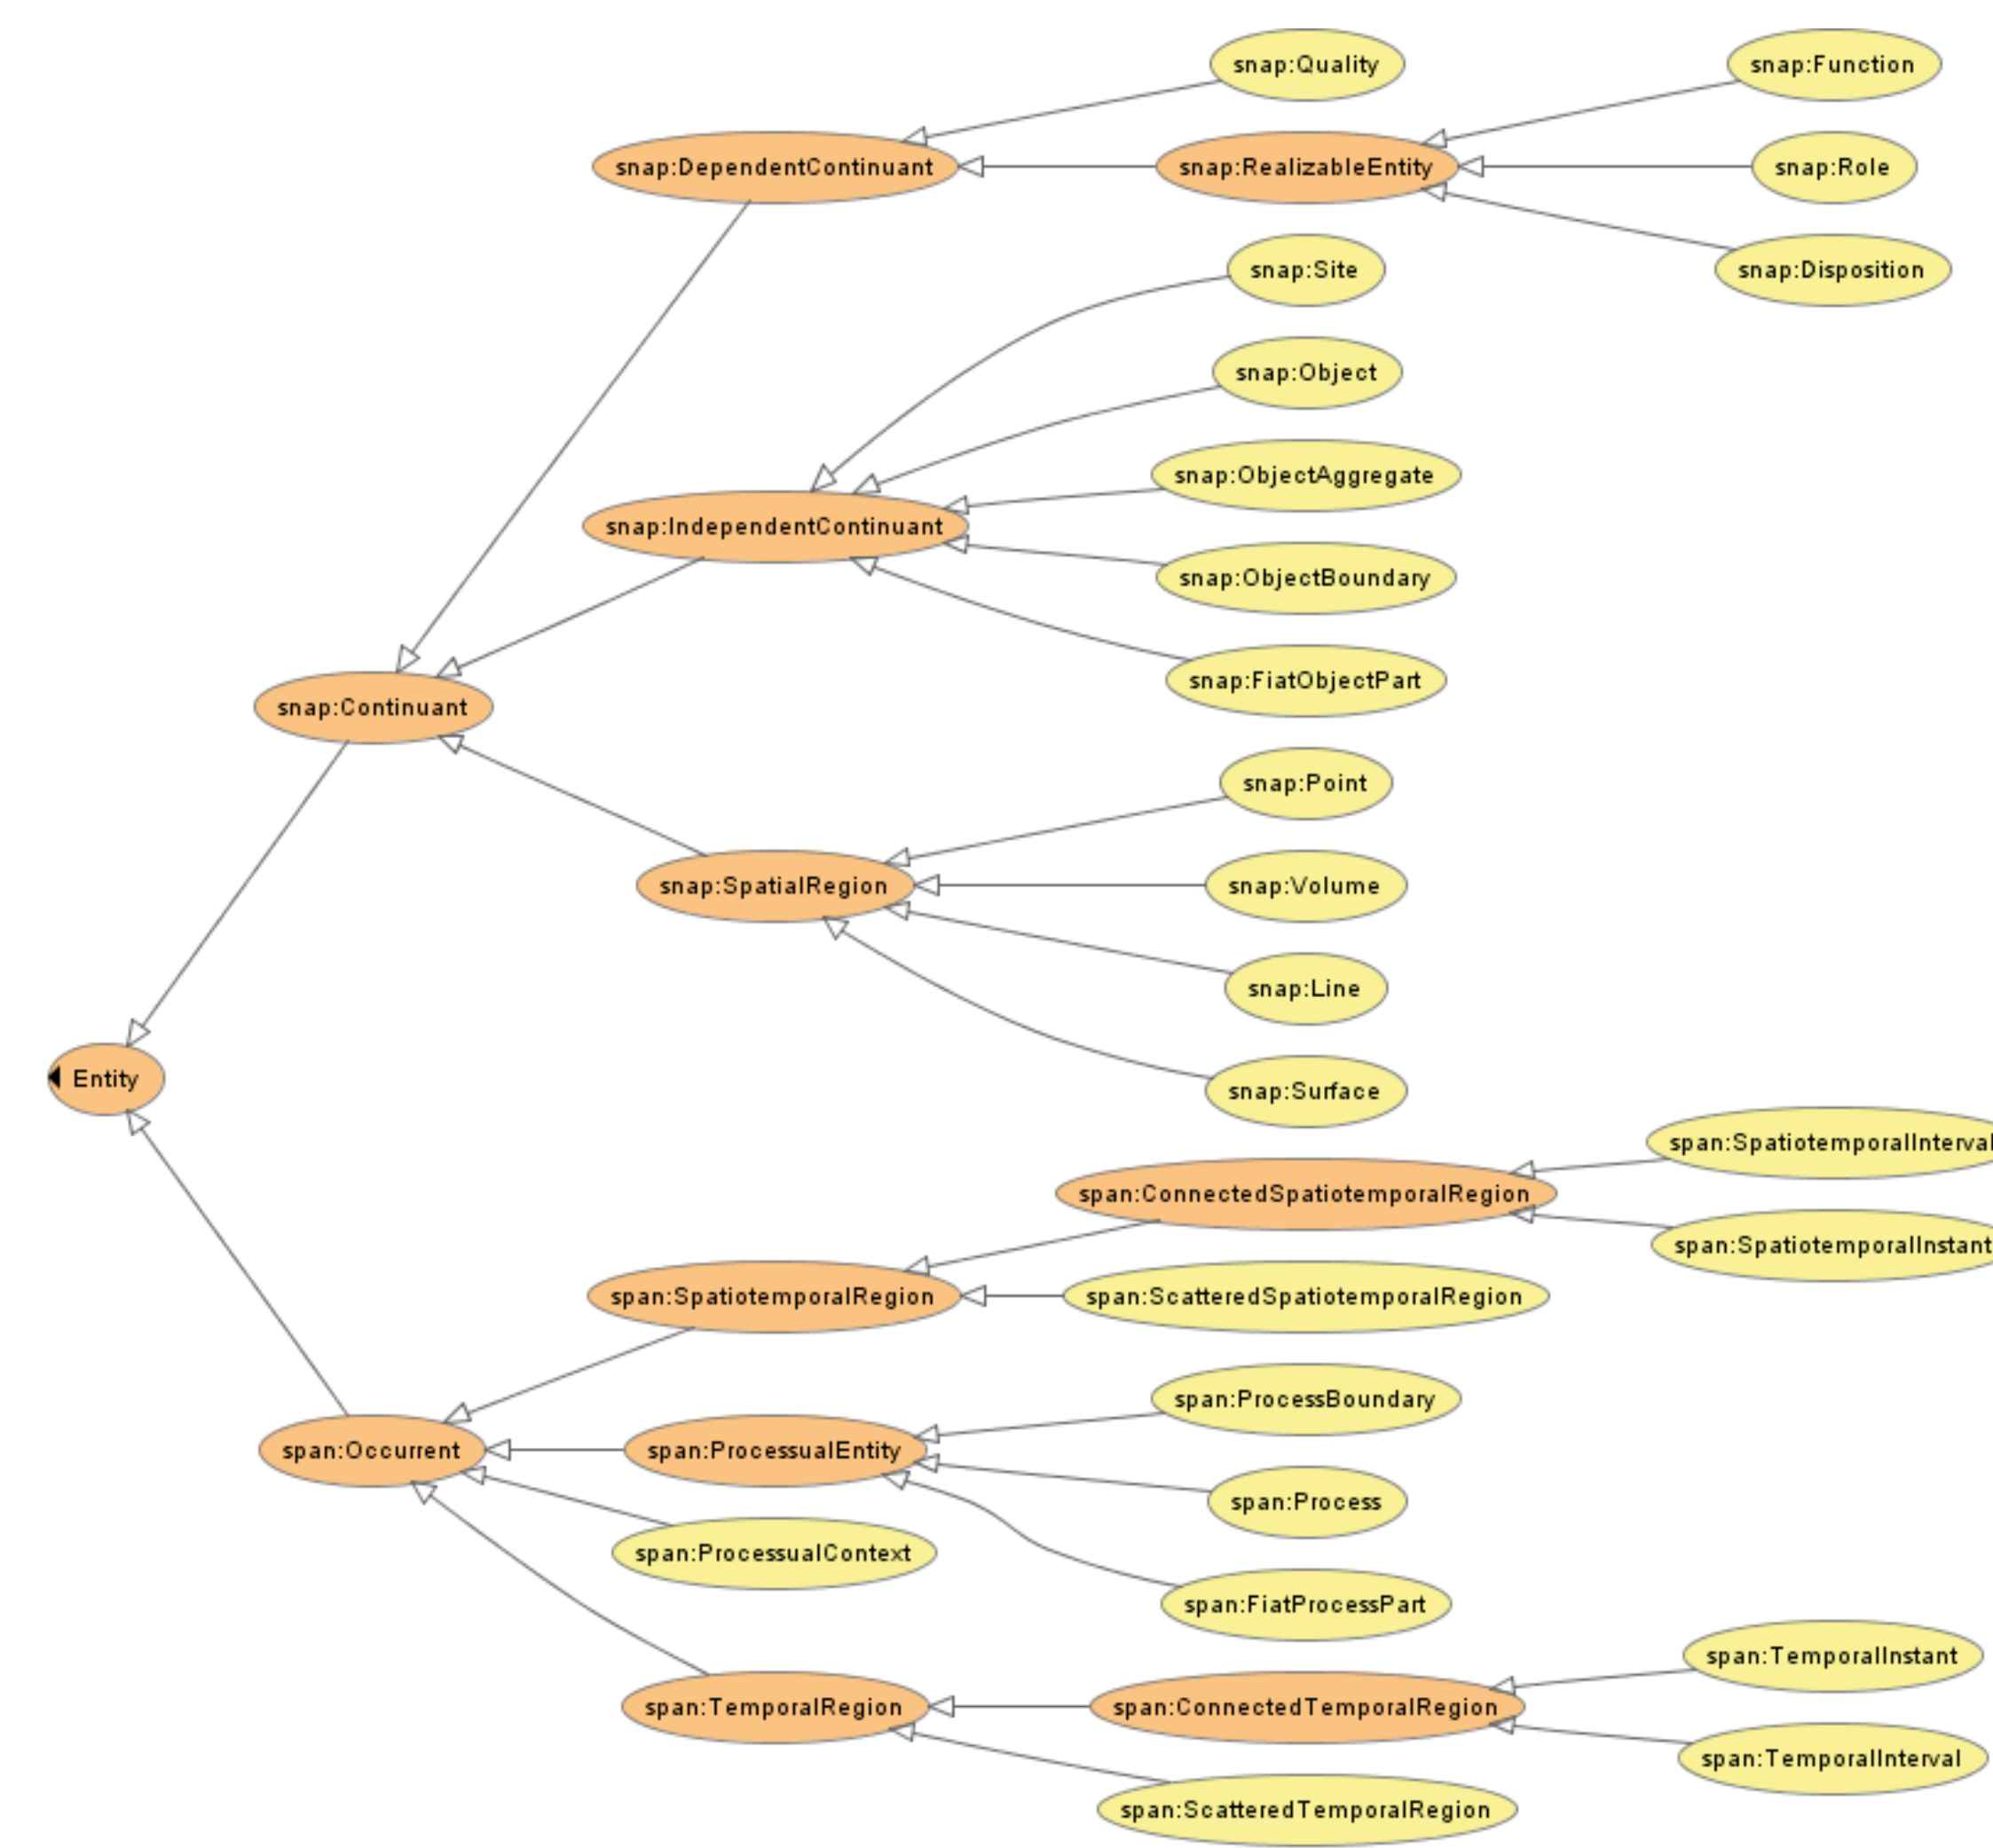 snap:Quality
snap:Function
snap:DependentContinuant
snap:RealizableEntity
snap:Role
snap:Site
snap:Disposition
snap:Object
snap:ObjectAggregate
snap:IndependentContinuant
snap:ObjectBoundary
snap:FiatObjectPart
snap:Continuant
snap:Point
snap:SpatialRegion
snap:Volume
snap:Line
Entity
snap:Surface
span:SpatiotemporalInterval
span:ConnectedSpatiotemporalRegion
span:SpatiotemporalInstant
span:SpatiotemporalRegion
span:ScatteredSpatiotemporalRegion
span:ProcessBoundary
span:Occurrent
span:ProcessualEntity
span:Process
span:ProcessualContext
span:FiatProcessPart
span:TemporalInstant
span:TemporalRegion
span:ConnectedTemporalRegion
span:TemporalInterval
span:ScatteredTemporalRegion